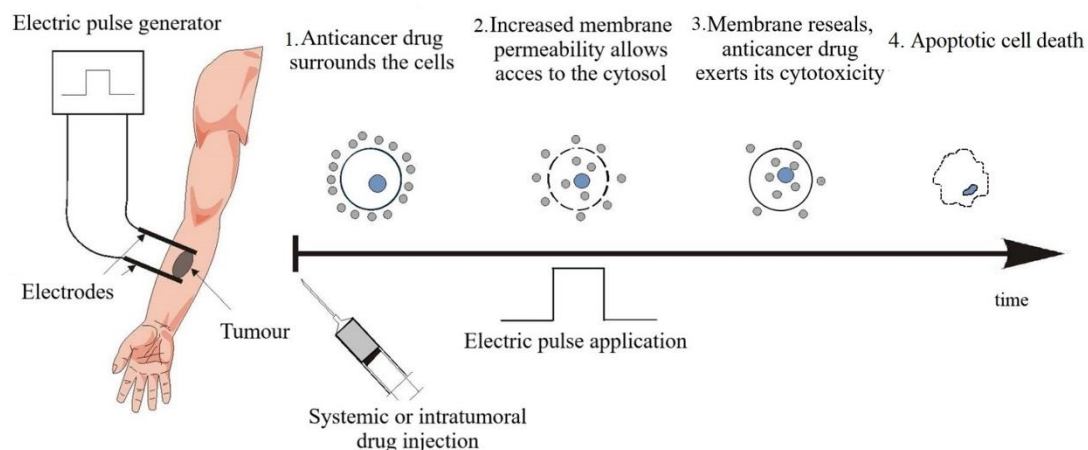 Electric pulse generator
1.Anticancer drug
surrounds the cells
2.Increased membrane
permeability allows
acces to the cytosol
3.Membrane reseals,
anticancer drug
exerts its cytotoxicity
4. Apoptotic cell death
Electrodes
Tumour
time
Electric pulse application
Systemic or intratumoral
drug injection